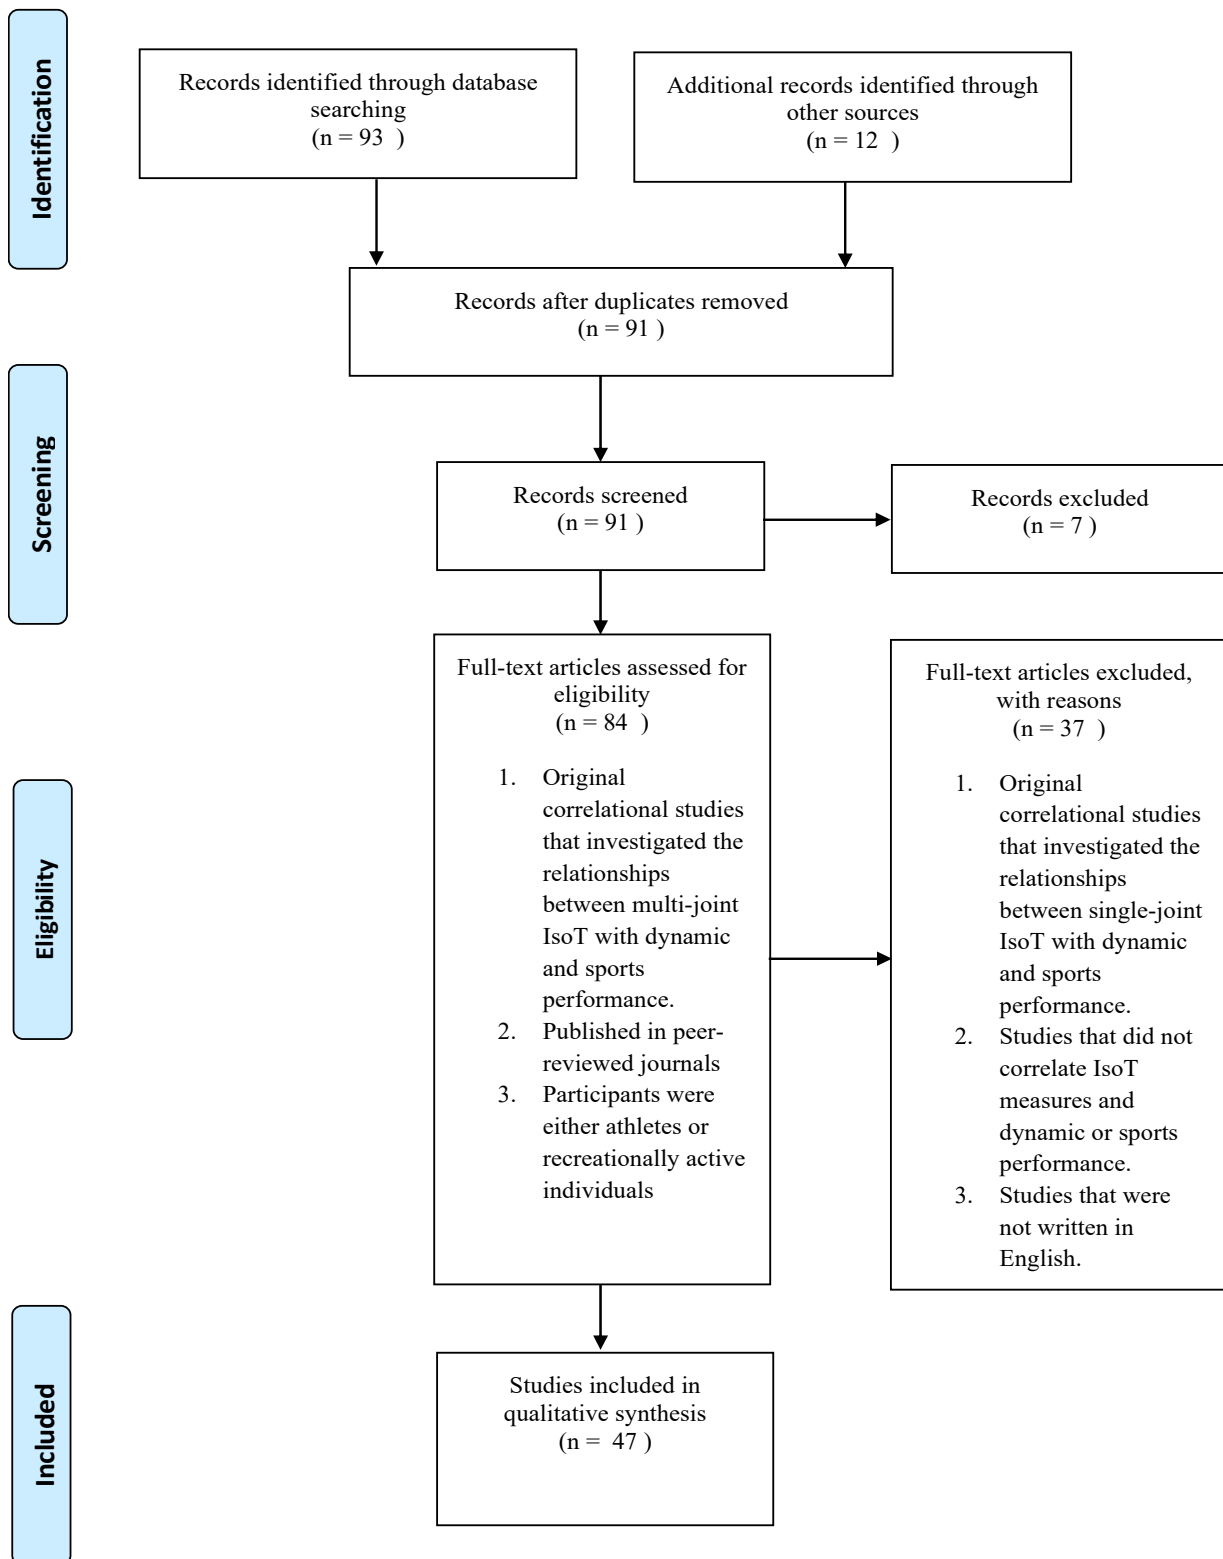 Identification
Records identified through database
searching
(n = 93 )
Additional records identified through
other sources
(n = 12 )
Records after duplicates removed
(n = 91 )
Screening
Records screened
(n = 91 )
Records excluded
(n = 7 )
Eligibility
Full-text articles assessed for
eligibility
(n = 84 )
1. Original
correlational studies
that investigated the
relationships
between multi-joint
IsoT with dynamic
and sports
performance.
2. Published in peer-
reviewed journals
3. Participants were
either athletes or
recreationally active
individuals
Full-text articles excluded,
with reasons
(n = 37 )
1. Original
correlational studies
that investigated the
relationships
between single-joint
IsoT with dynamic
and sports
performance.
2. Studies that did not
correlate IsoT
measures and
dynamic or sports
performance.
3. Studies that were
not written in
English.
Included
Studies included in
qualitative synthesis
(n = 47 )